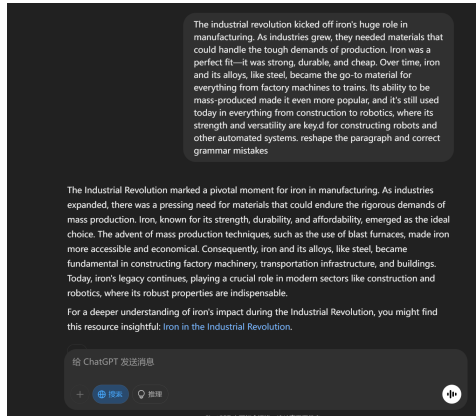 The industrial revolution kicked off iron's huge role in
manufacturing. As industries grew, they needed materials that
could handle the tough demands of production. Iron was a
perfect fit—it was strong, durable, and cheap. Over time, iron
and its alloys, like steel, became the go-to material for
everything from factory machines to trains. Its ability to be
mass-produced made it even more popular, and it's still used
today in everything from construction to robotics, where its
strength and versatility are key.d for constructing robots and
other automated systems. reshape the paragraph and correct
grammar mistakes
The Industrial Revolution marked a pivotal moment for iron in manufacturing. As industries
expanded, there was a pressing need for materials that could endure the rigorous demands of
mass production. Iron, known for its strength, durability, and affordability, emerged as the ideal
choice. The advent of mass production techniques, such as the use of blast furnaces, made iron
more accessible and economical. Consequently, iron and its alloys, like steel, became
fundamental in constructing factory machinery, transportation infrastructure, and buildings.
Today, iron's legacy continues, playing a crucial role in modern sectors like construction and
robotics, where its robust properties are indispensable.
For a deeper understanding of iron's impact during the Industrial Revolution, you might find
this resource insightful: Iron in the Industrial Revolution.
给 ChatGPT 发送消息
搜索 推理